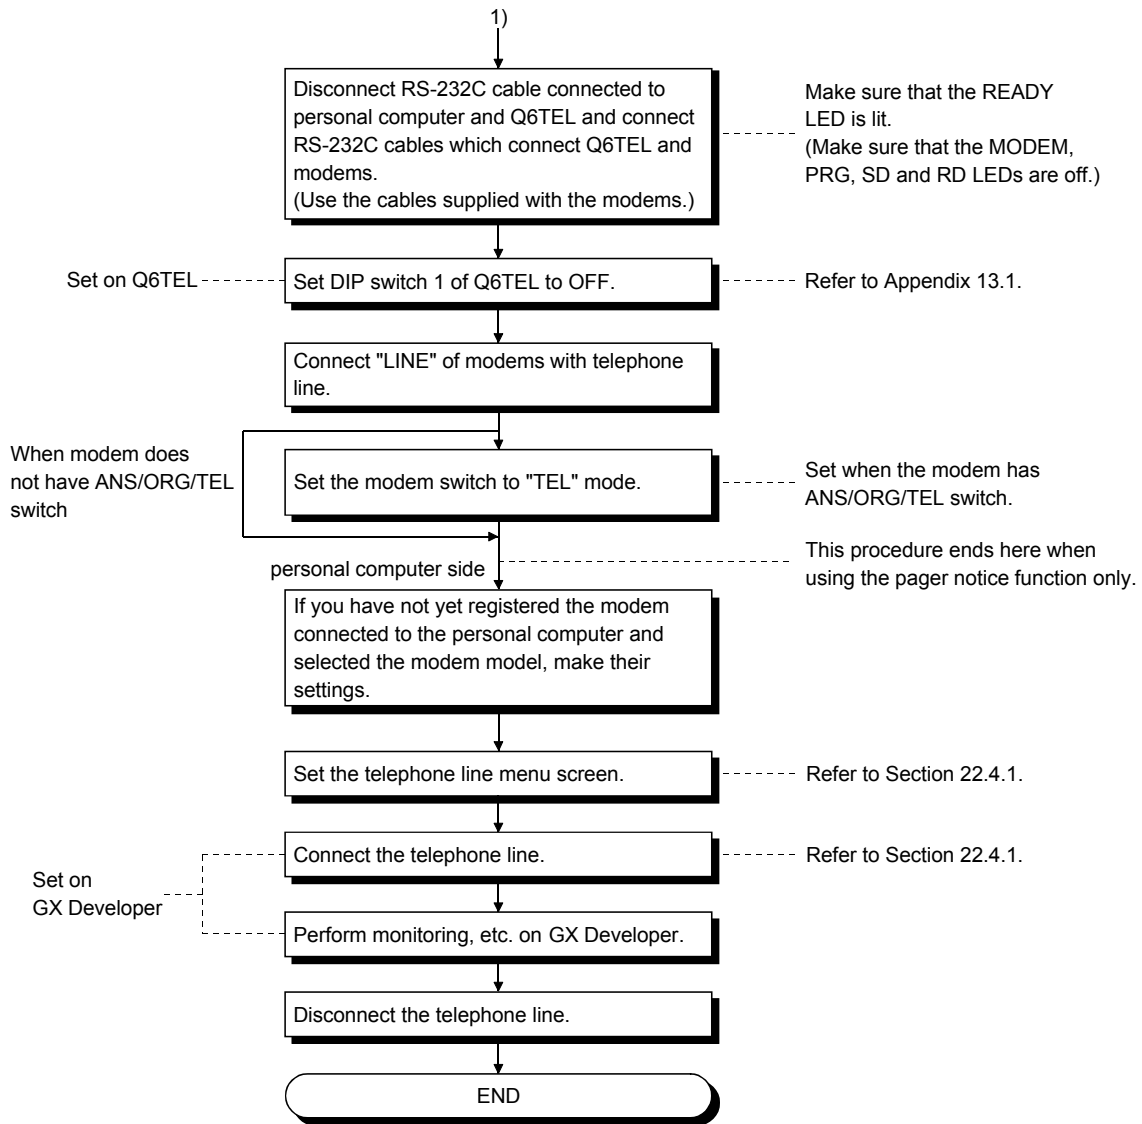 1)
Disconnect RS-232C cable connected to
personal computer and Q6TEL and connect
RS-232C cables which connect Q6TEL and
modems.
(Use the cables supplied with the modems.)
Make sure that the READY
LED is lit.
(Make sure that the MODEM,
PRG, SD and RD LEDs are off.)
Set on Q6TEL
Set DIP switch 1 of Q6TEL to OFF.
Refer to Appendix 13.1.
Connect "LINE" of modems with telephone
line.
When modem does
not have ANS/ORG/TEL
switch
Set the modem switch to "TEL" mode.
Set when the modem has
ANS/ORG/TEL switch.
This procedure ends here when
using the pager notice function only.
personal computer side
If you have not yet registered the modem
connected to the personal computer and
selected the modem model, make their
settings.
Set the telephone line menu screen.
Refer to Section 22.4.1.
Connect the telephone line.
Refer to Section 22.4.1.
Set on
GX Developer
Perform monitoring, etc. on GX Developer.
Disconnect the telephone line.
END